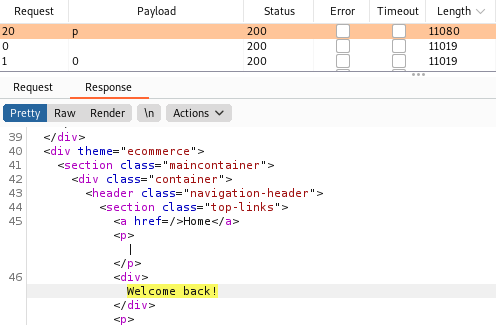 Request Payload Status Error Timeout Length
20 p 200 11080
0 200 11019
1 0 200 11019
Request Response
Pretty Raw Render \n Actions
39 </div>
40 <div theme="ecommerce">
41 <section class="maincontainer">
42 <div class="container">
43 <header class="navigation-header">
44 <section class="top-links">
45 <a href=/>Home</a>
<p>
|
</p>
46 <div>
Welcome back!
</div>
<p>